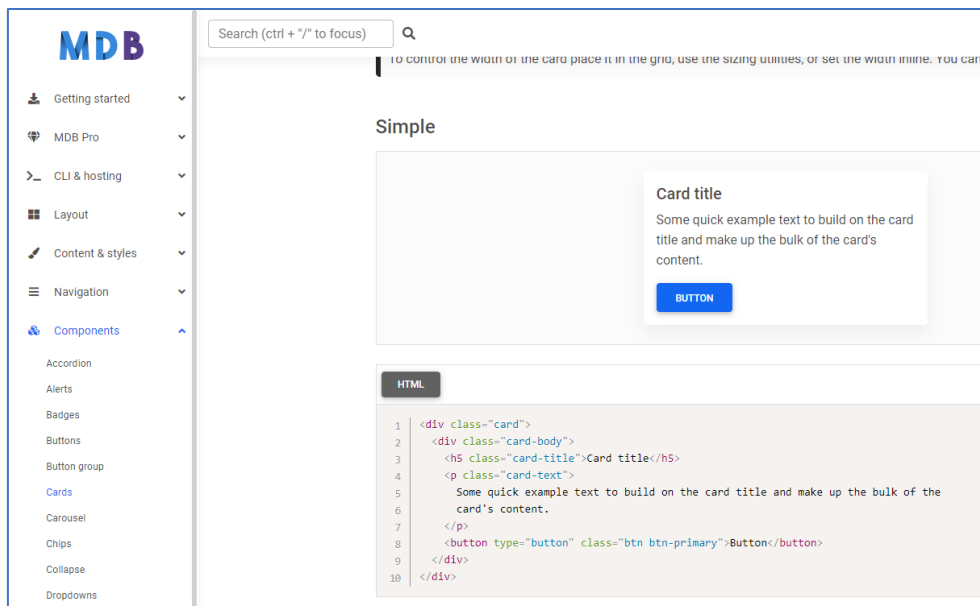 MDB
Search (ctrl + "/" to focus)
To control the width of the card place it in the grid, use the sizing utilities, or set the width inline. You can
Getting started
MDB Pro
CLI & hosting
Layout
Content & styles
Navigation
Components
Accordion
Alerts
Badges
Buttons
Button group
Cards
Carousel
Chips
Collapse
Dropdowns
Simple
Card title
Some quick example text to build on the card
title and make up the bulk of the card's
content.
BUTTON
HTML
1 <div class="card">
2 <div class="card-body">
3 <h5 class="card-title">Card title</h5>
4 <p class="card-text">
5 Some quick example text to build on the card title and make up the bulk of the
6 card's content.
7 </p>
8 <button type="button" class="btn btn-primary">Button</button>
9 </div>
10 </div>